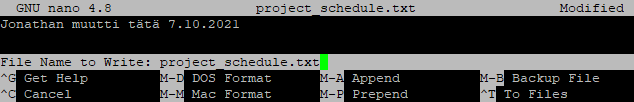 GNU nano 4.8 project_schedule.txt Modified
Jonathan muutti tätä 7.10.2021
File Name to Write: project_schedule.txt
^G Get Help M-D DOS Format M-A Append M-B Backup File
^C Cancel M-M Mac Format M-P Prepend ^T To Files